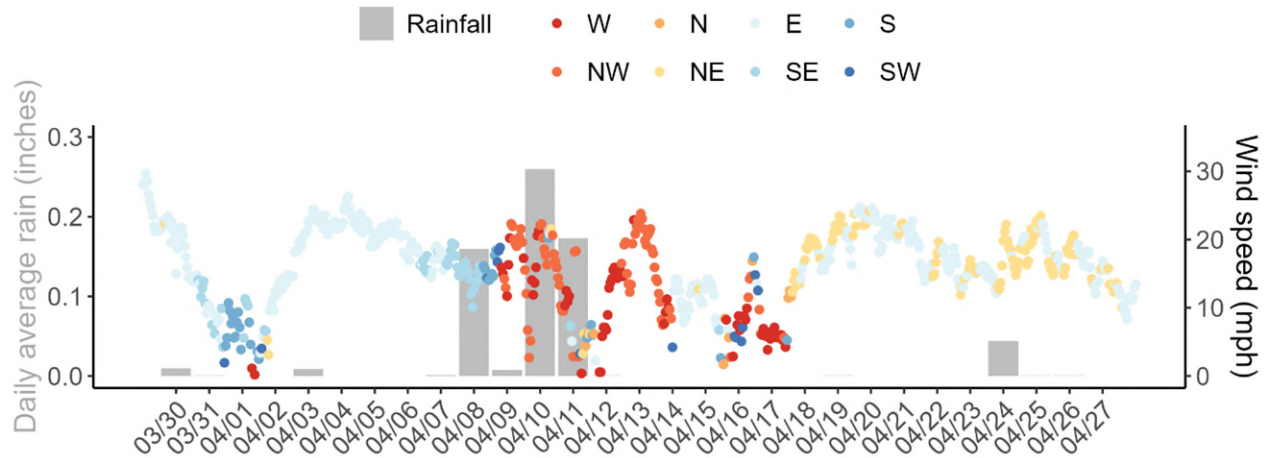 Rainfall W N E S
NW NE SE SW
Daily average rain (inches)
0.3
0.2
0.1
0.0
30
20
10
0
Wind speed (mph)
03/30 03/31 04/01 04/02 04/03 04/04 04/05 04/06 04/07 04/08 04/09 04/10 04/11 04/12 04/13 04/14 04/15 04/16 04/17 04/18 04/19 04/20 04/21 04/22 04/23 04/24 04/25 04/26 04/27